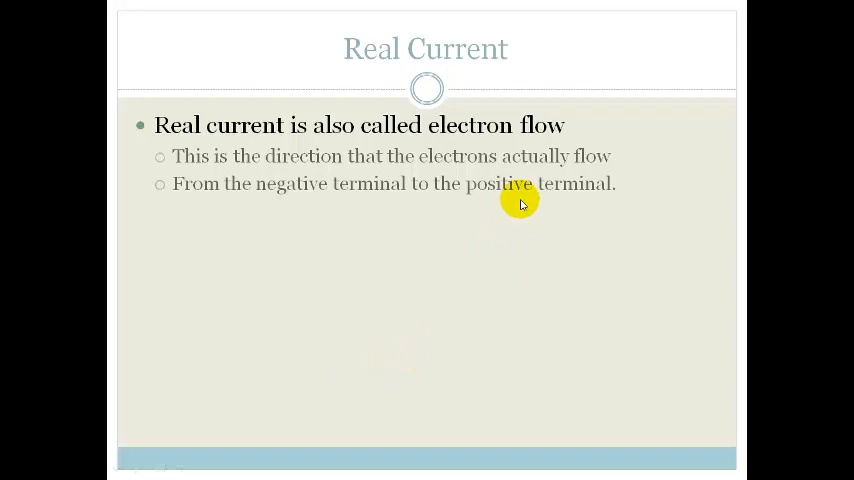 Real Current
Real current is also called electron flow
This is the direction that the electrons actually flow
From the negative terminal to the positive terminal.